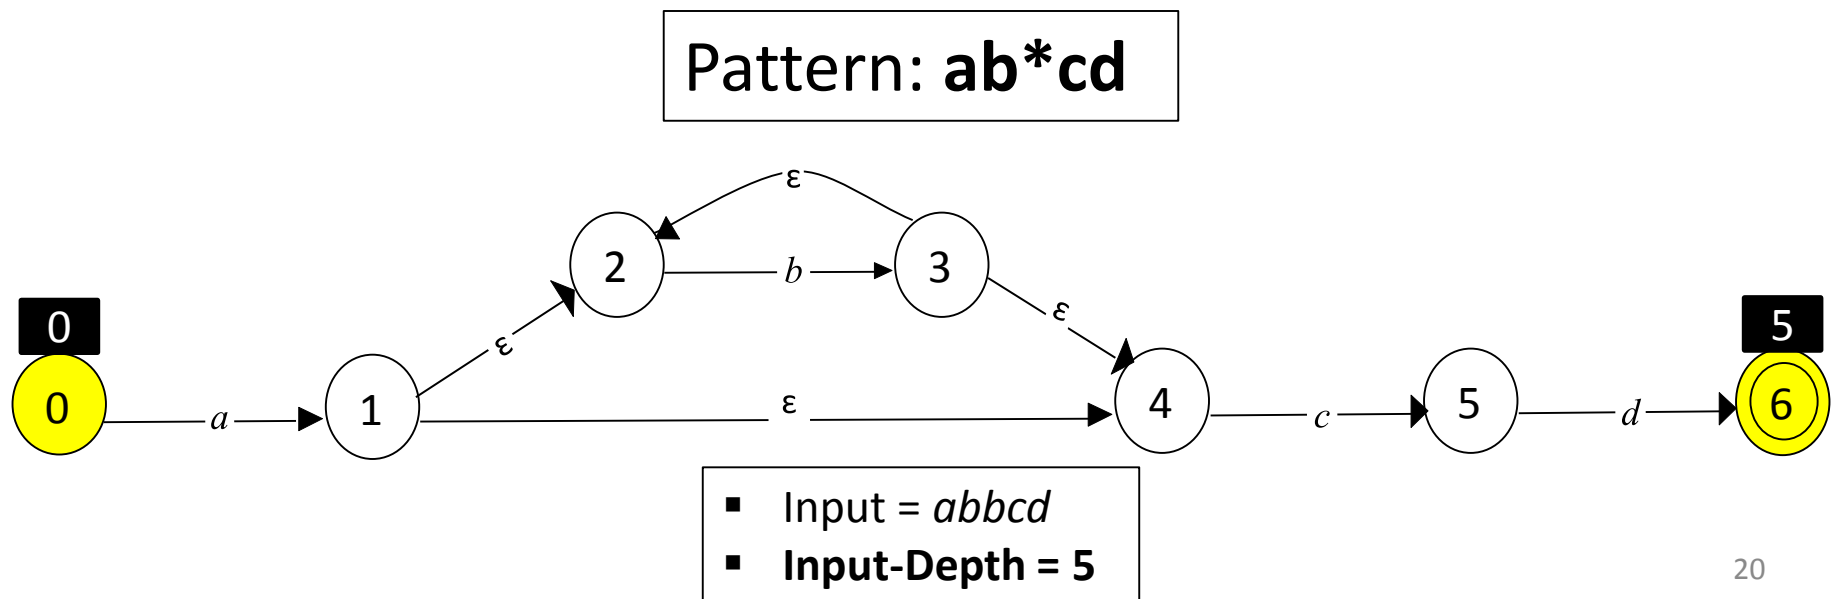 Pattern: ab*cd
ε
2
b
3
0
5
ε
ε
0
a
1
ε
4
c
5
d
6
▪ Input = abbcd
▪ Input-Depth = 5
20